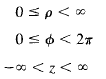 0 ≤ ρ < ∞
0 ≤ ϕ < 2π
−∞ < z < ∞